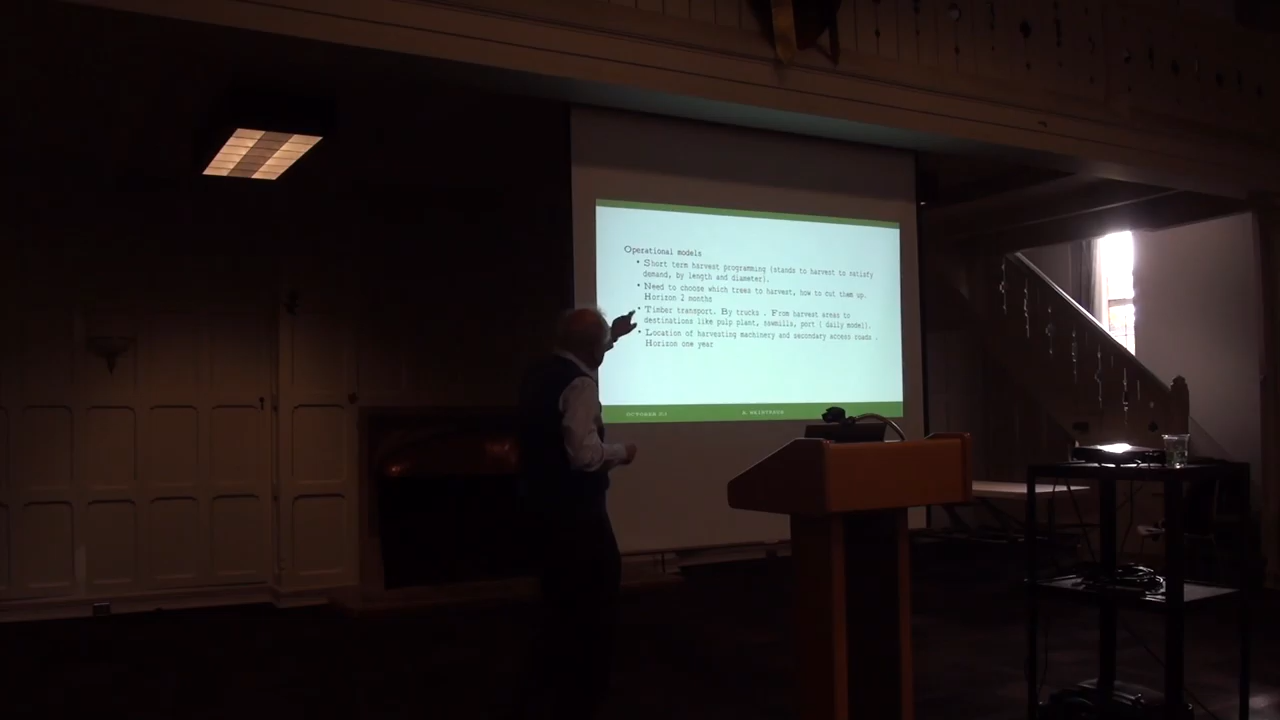 Operational models
• Short term harvest programming (stands to harvest to satisfy
demand, by length and diameter).
• Need to choose which trees to harvest, how to cut them up.
Horizon 2 months
• Timber transport. By trucks . From harvest areas to
destinations like pulp plant, sawmills, port ( daily model).
• Location of harvesting machinery and secondary access roads .
Horizon one year
OCTOBER